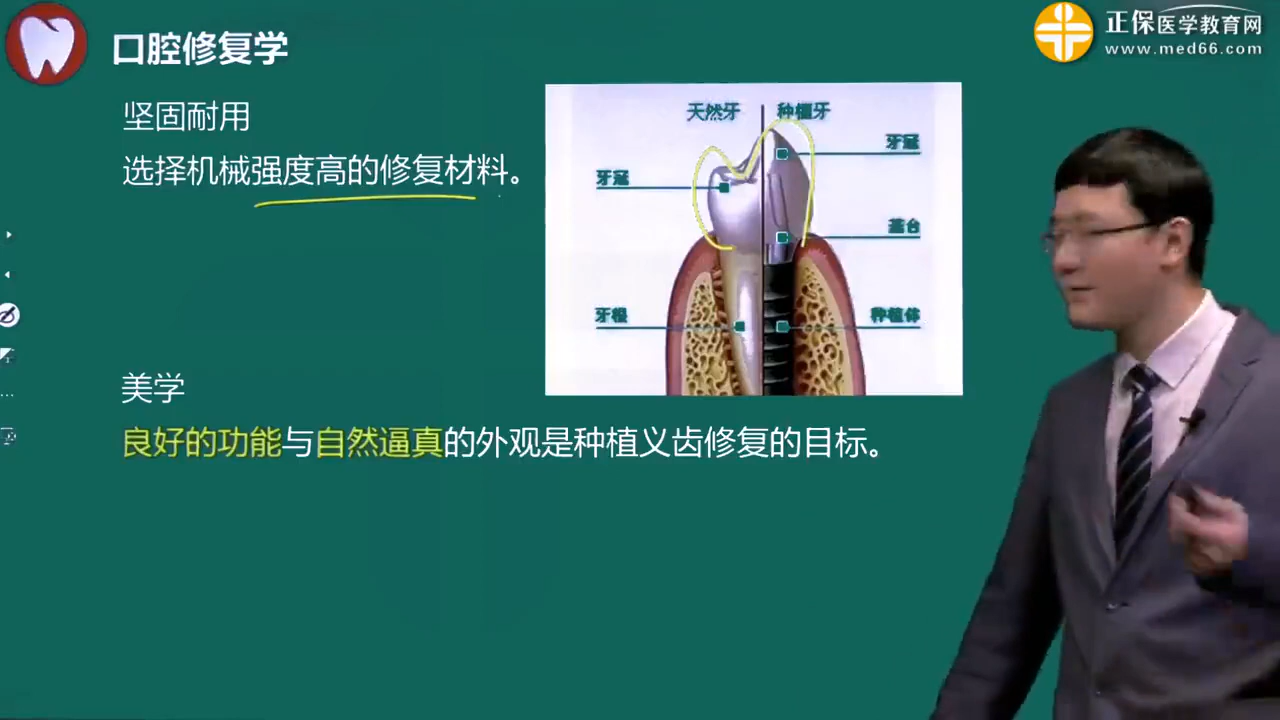 口腔修复学
正保医学教育网
www.med66.com
坚固耐用
选择机械强度高的修复材料。
天然牙
种植牙
牙冠
牙冠
基台
牙根
种植体
美学
良好的功能与自然逼真的外观是种植义齿修复的目标。